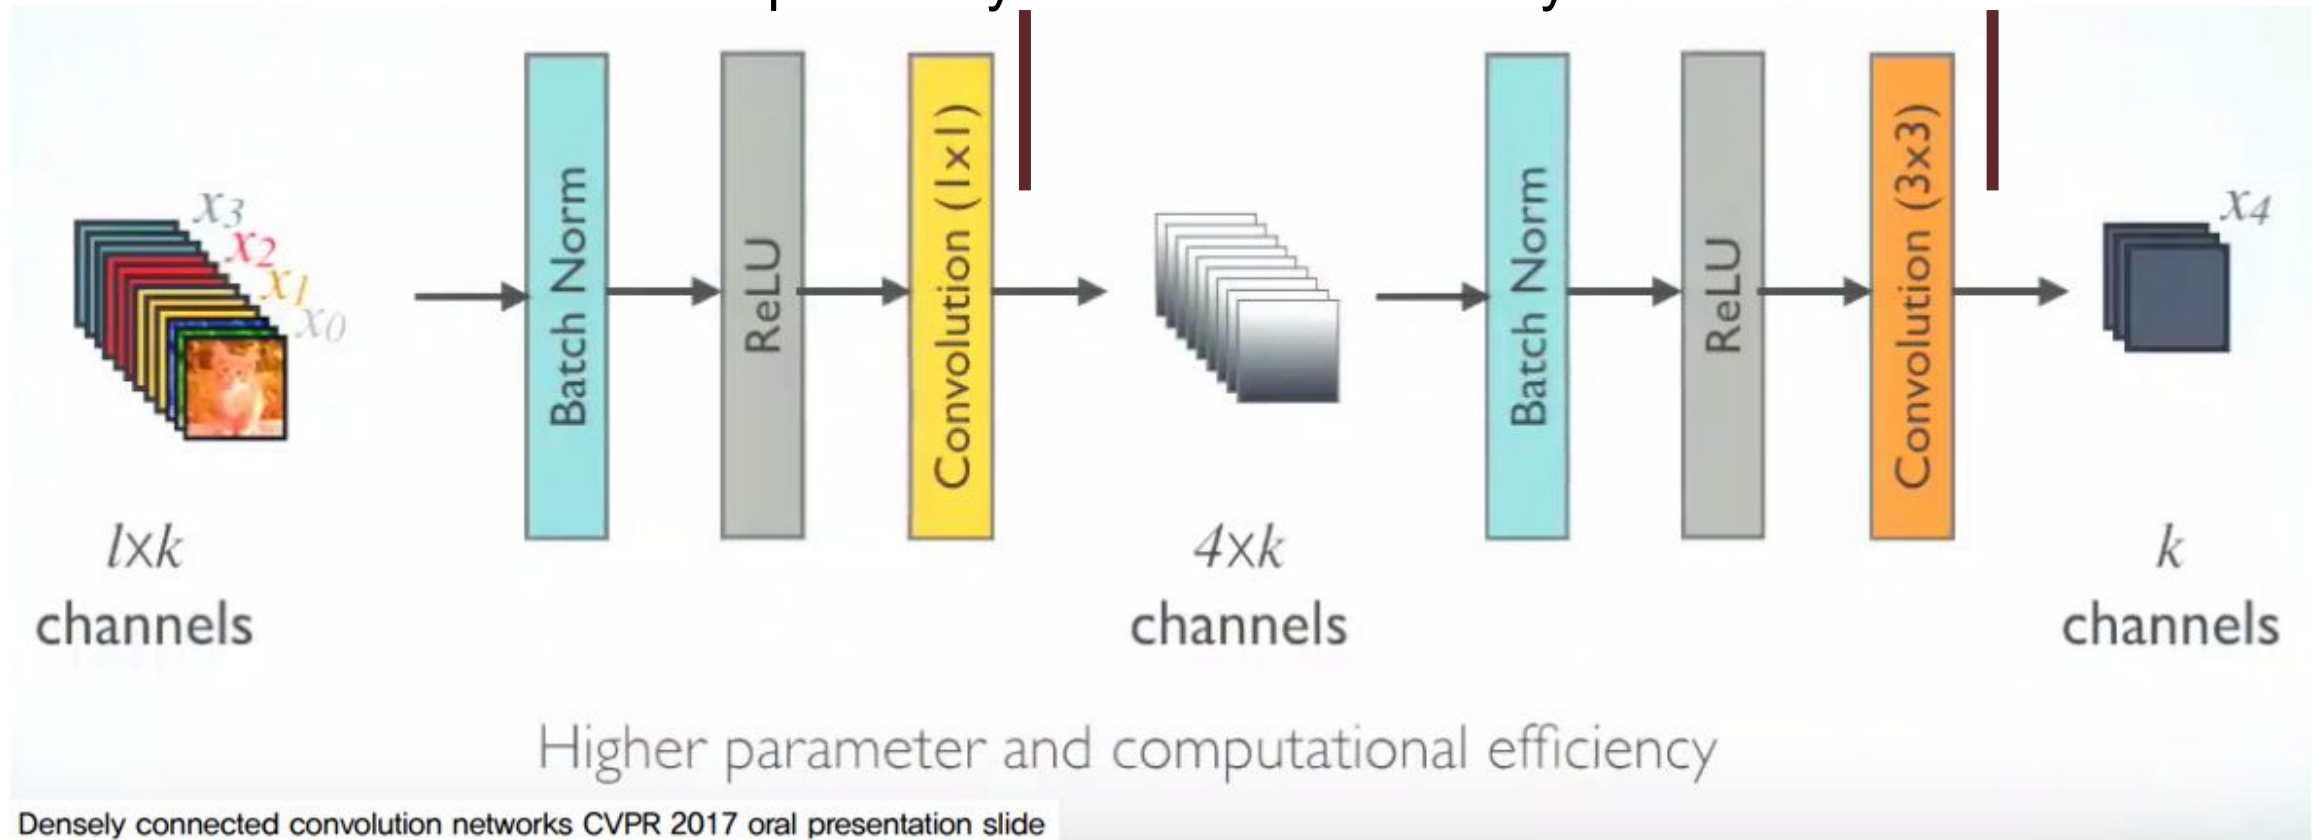 x3
x2
x1
x0
Batch Norm
ReLU
Convolution (1x1)
Batch Norm
ReLU
Convolution (3x3)
x4
lxk
channels
4xk
channels
k
channels
Higher parameter and computational efficiency
Densely connected convolution networks CVPR 2017 oral presentation slide